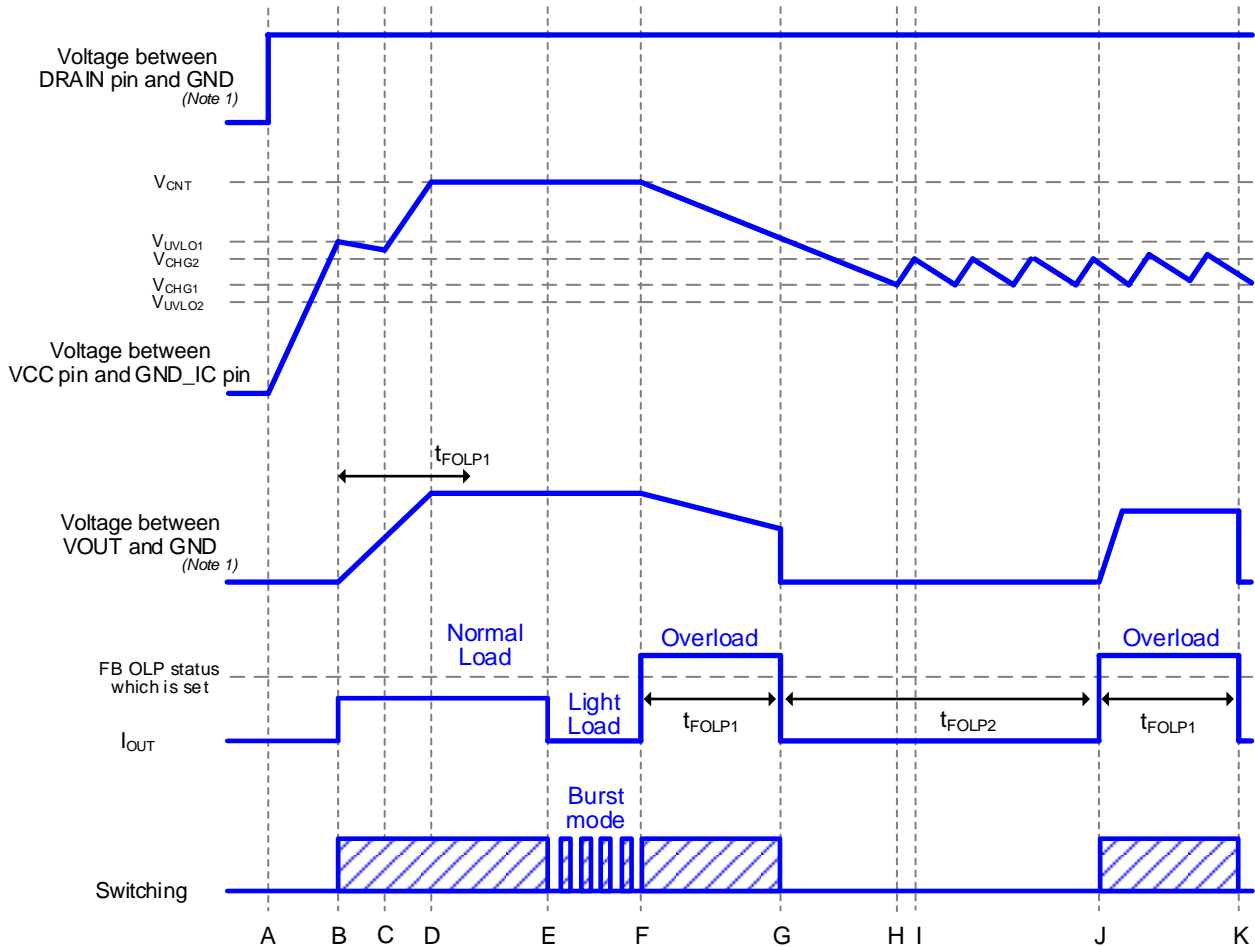 Voltage between
DRAIN pin and GND
(Note 1)
VCNT
VUVLO1
VCHG2
VCHG1
VUVLO2
Voltage between
VCC pin and GND_IC pin
tFOLP1
Voltage between
VOUT and GND
(Note 1)
Normal
Load
Overload
Overload
FB OLP status
which is set
Light
Load
tFOLP1
tFOLP2
tFOLP1
IOUT
Burst
mode
Switching
A B C D E F G H I J K